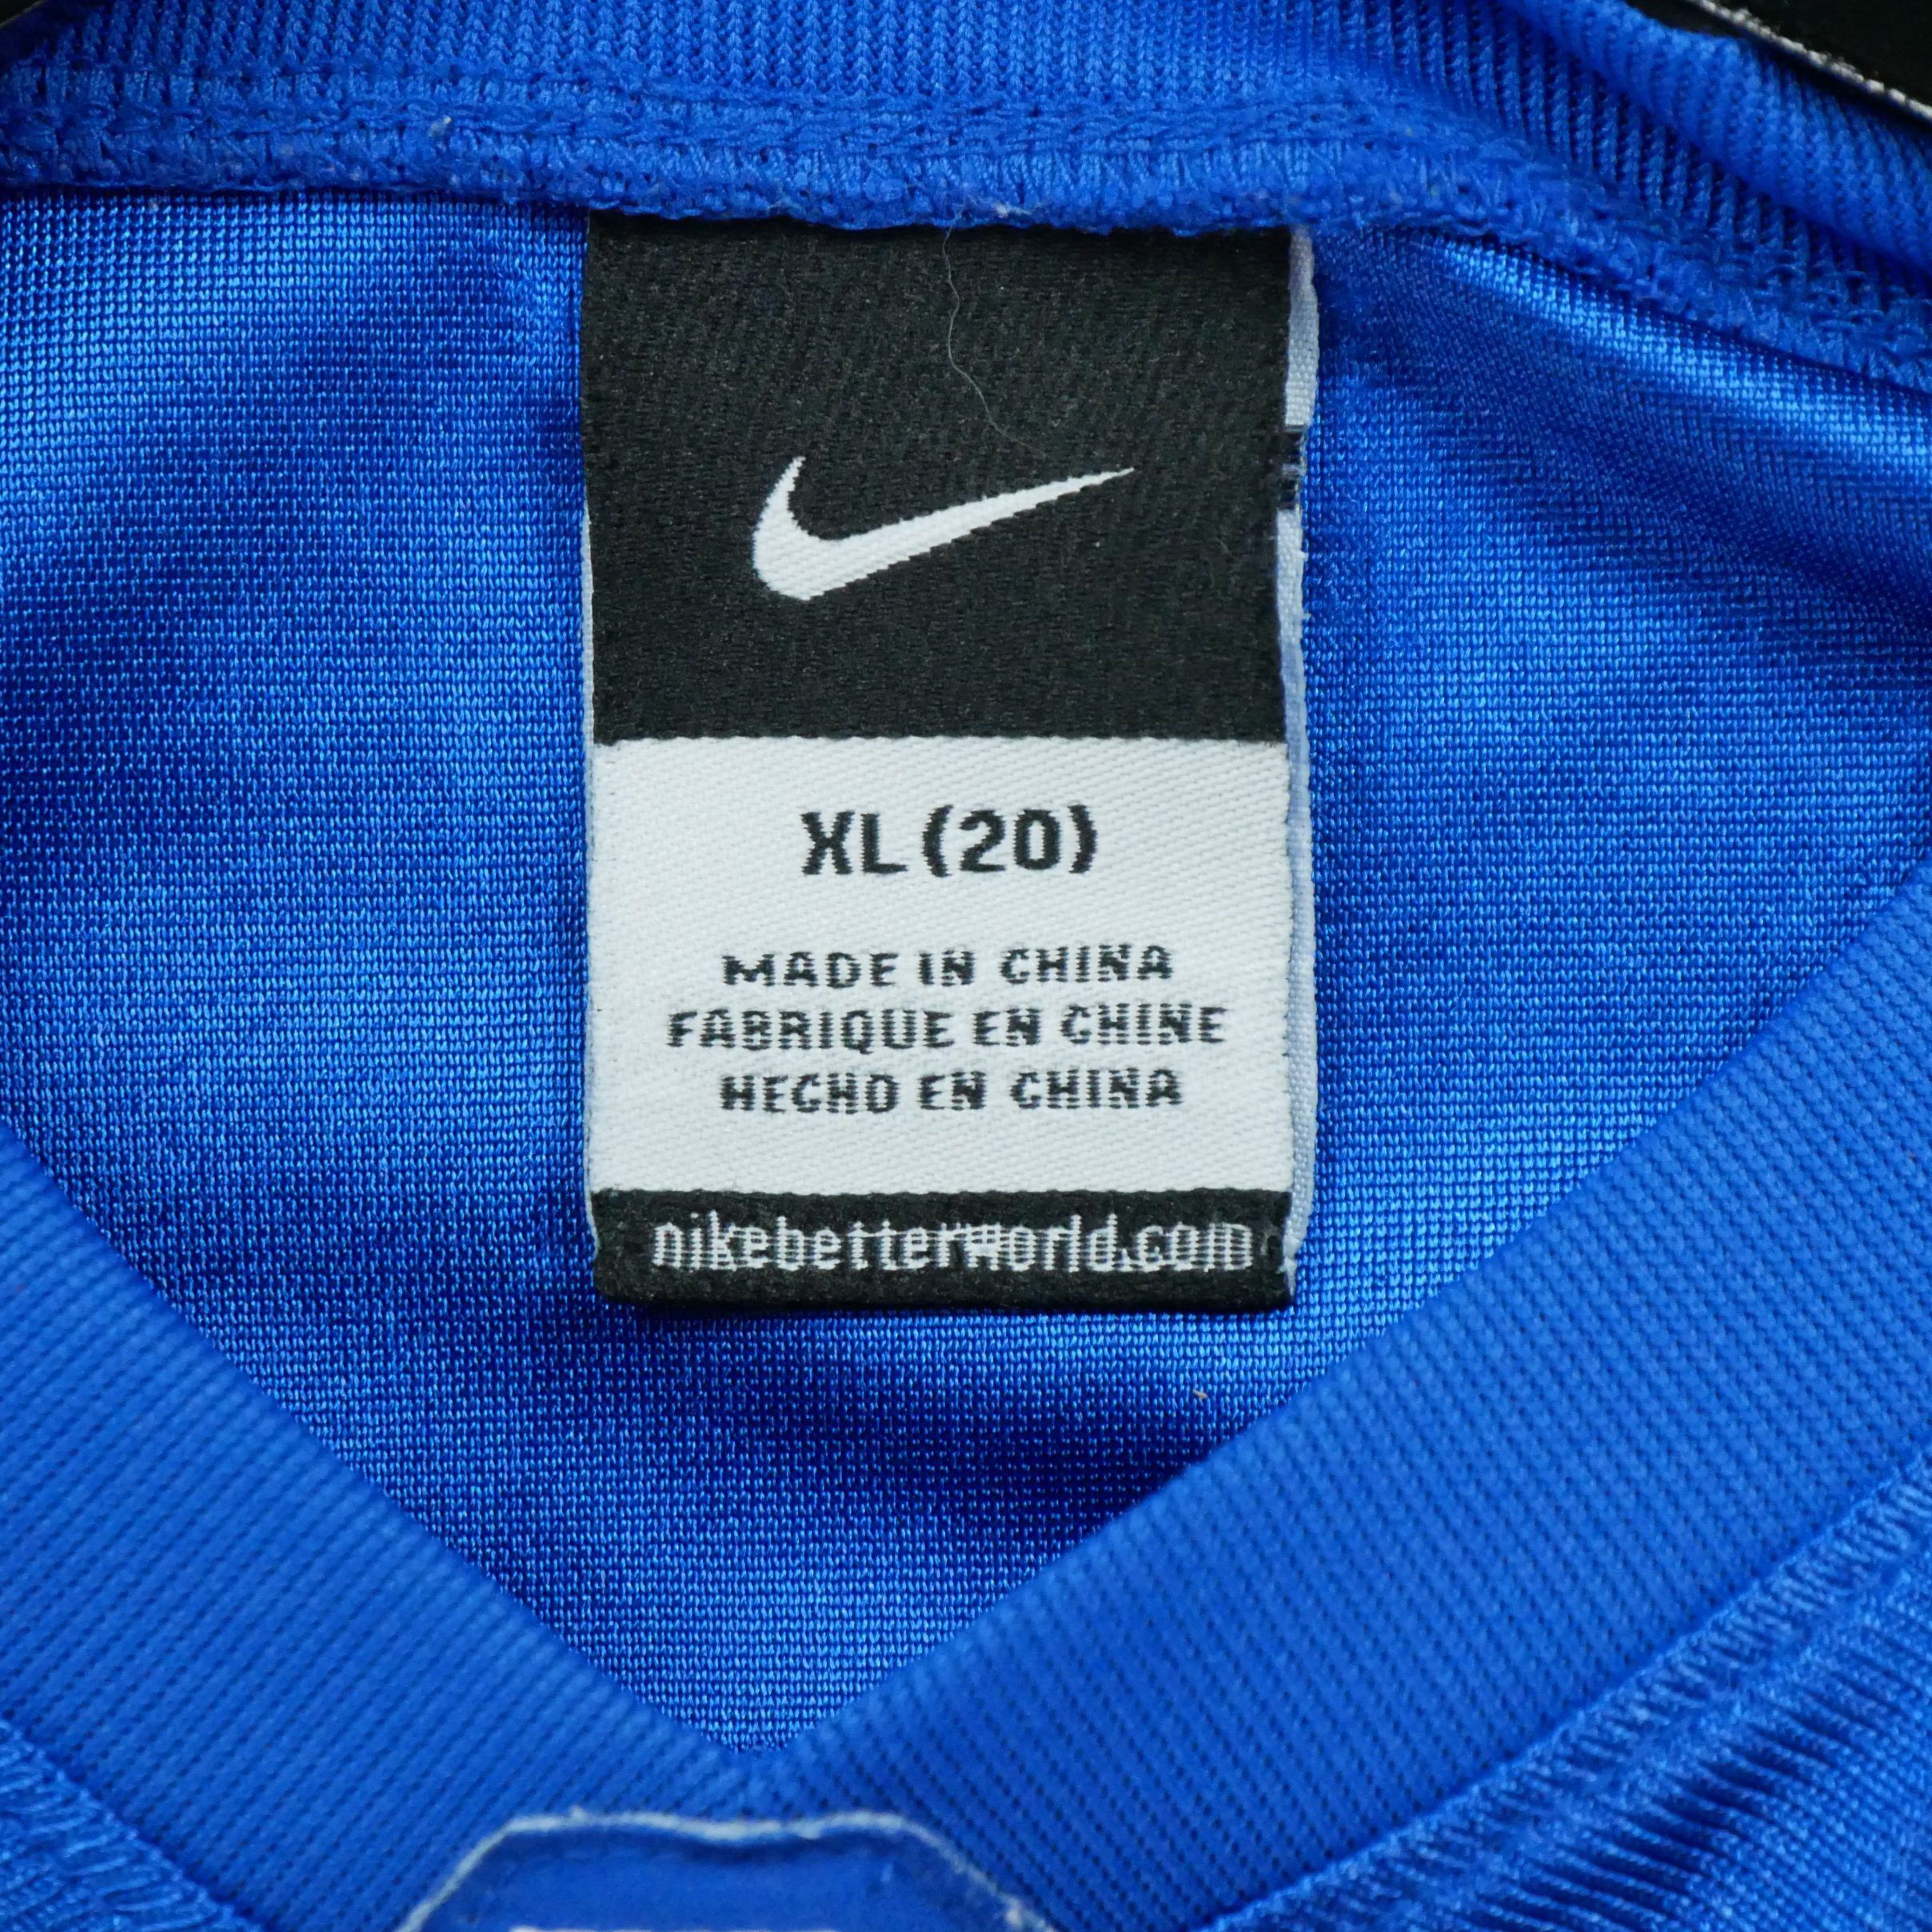 XL (20)
MADE IN CHINA
FABRIQUE EN CHINE
HECHO EN CHINA
nikebetterworld.com